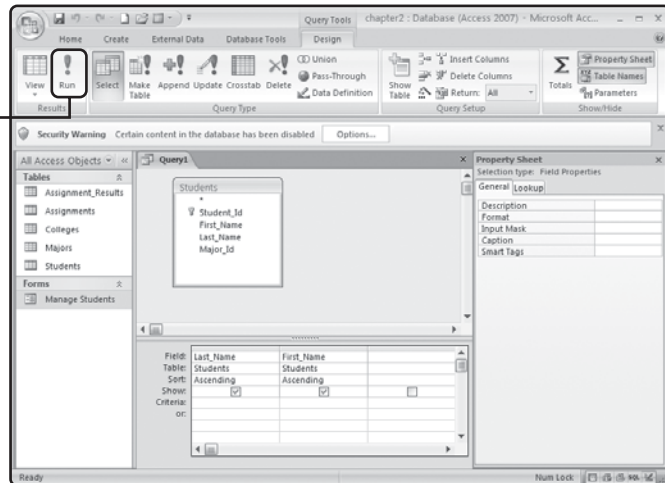 Query Tools chapter2 : Database (Access 2007) - Microsoft Acc...
Home Create External Data Database Tools Design
View Run Select Make Table Append Update Crosstab Delete
Union
Pass-Through
Data Definition
Show Table
Insert Columns
Delete Columns
Return: All
Totals
Property Sheet
Table Names
Parameters
Results Query Type Query Setup Show/Hide
Security Warning Certain content in the database has been disabled Options...
All Access Objects
Tables
Assignment_Results
Assignments
Colleges
Majors
Students
Forms
Manage Students
Query1
Students
*
Student_Id
First_Name
Last_Name
Major_Id
Field: Last_Name First_Name
Table: Students Students
Sort: Ascending Ascending
Show:
Criteria:
or:
Property Sheet
Selection type: Field Properties
General Lookup
Description
Format
Input Mask
Caption
Smart Tags
Ready Num Lock